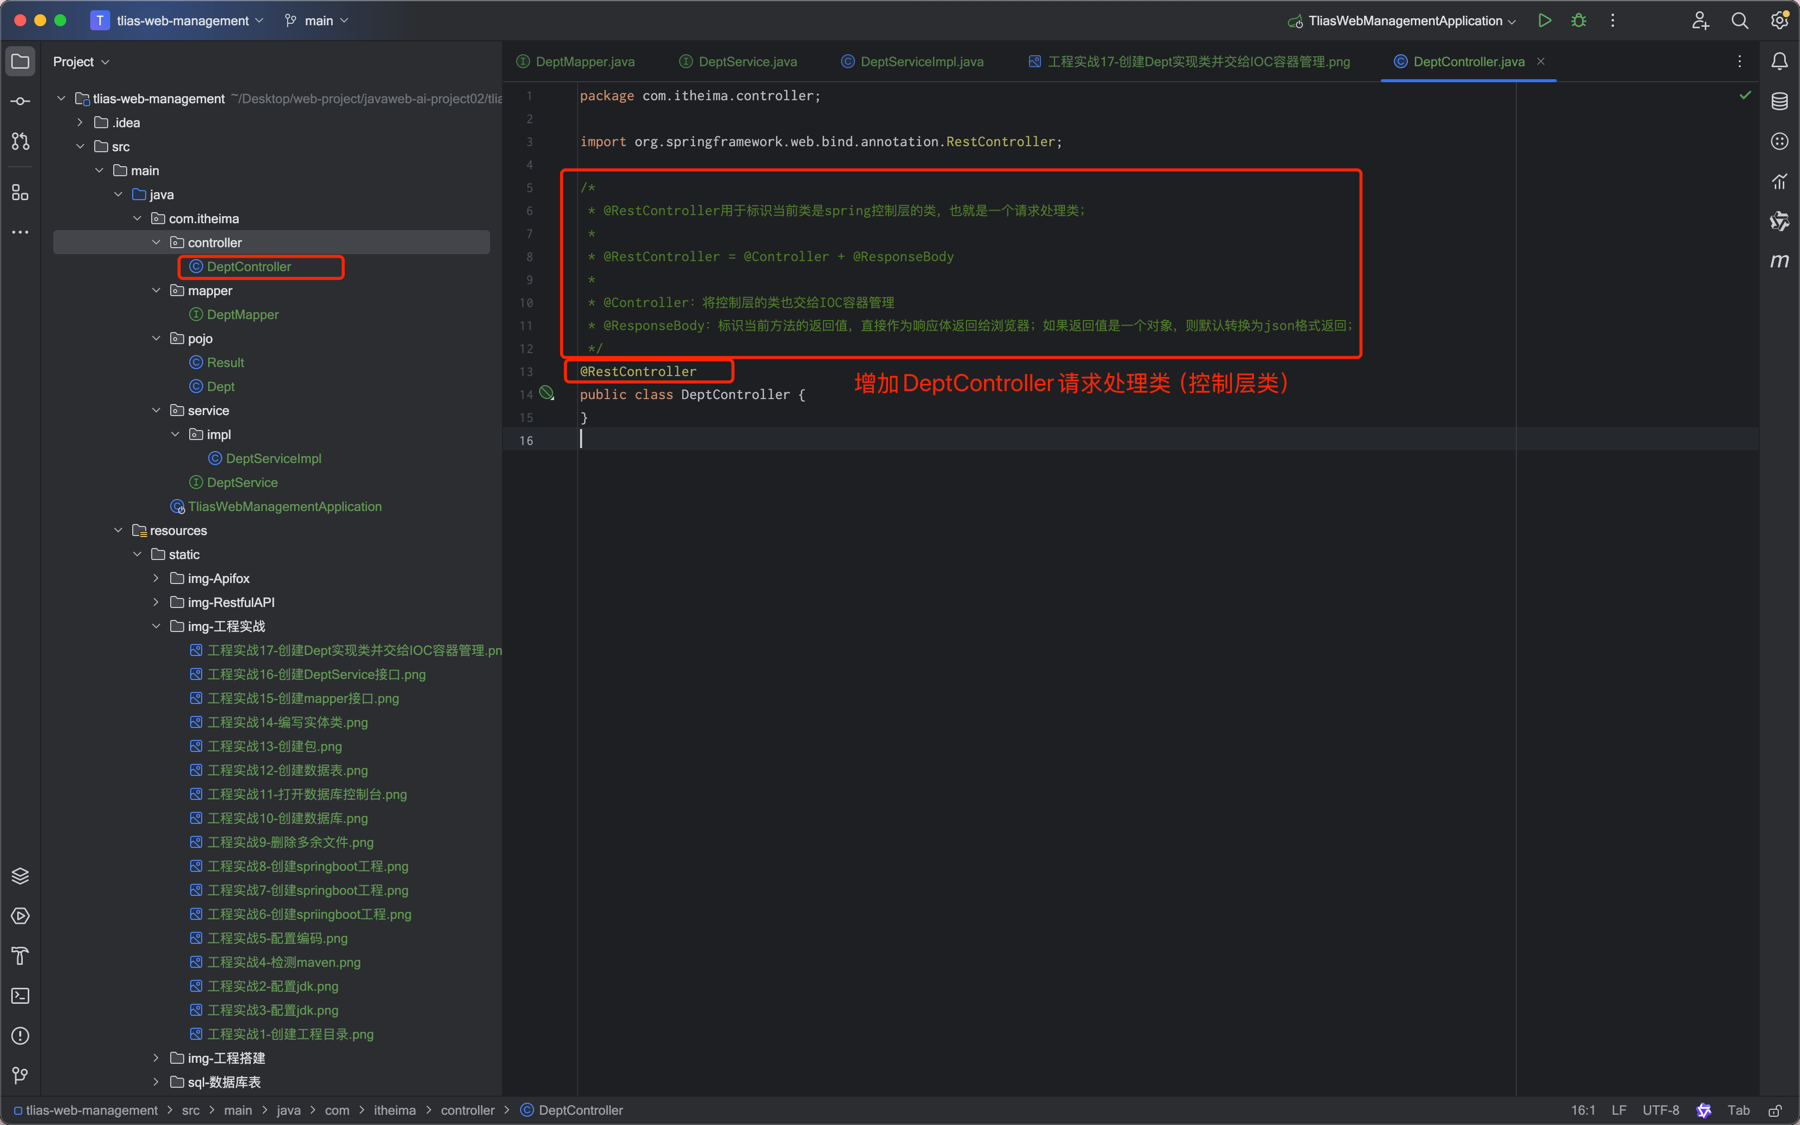 T tlias-web-management main TliasWebManagementApplication
Project
DeptMapper.java DeptService.java DeptServiceImpl.java 工程实战17-创建Dept实现类并交给IOC容器管理.png DeptController.java
tlias-web-management ~/Desktop/web-project/javaweb-ai-project02/tlia
.idea
src
main
java
com.itheima
controller
DeptController
mapper
DeptMapper
pojo
Result
Dept
service
impl
DeptServiceImpl
DeptService
TliasWebManagementApplication
resources
static
img-Apifox
img-RestfulAPI
img-工程实战
工程实战17-创建Dept实现类并交给IOC容器管理.pn
工程实战16-创建DeptService接口.png
工程实战15-创建mapper接口.png
工程实战14-编写实体类.png
工程实战13-创建包.png
工程实战12-创建数据表.png
工程实战11-打开数据库控制台.png
工程实战10-创建数据库.png
工程实战9-删除多余文件.png
工程实战8-创建springboot工程.png
工程实战7-创建springboot工程.png
工程实战6-创建spriingboot工程.png
工程实战5-配置编码.png
工程实战4-检测maven.png
工程实战2-配置jdk.png
工程实战3-配置jdk.png
工程实战1-创建工程目录.png
img-工程搭建
sql-数据库表
1 package com.itheima.controller;
2
3 import org.springframework.web.bind.annotation.RestController;
4
5 /*
6 * @RestController用于标识当前类是spring控制层的类，也就是一个请求处理类；
7 *
8 * @RestController = @Controller + @ResponseBody
9 *
10 * @Controller：将控制层的类也交给IOC容器管理
11 * @ResponseBody：标识当前方法的返回值，直接作为响应体返回给浏览器；如果返回值是一个对象，则默认转换为json格式返回；
12 */
13 @RestController
14 public class DeptController {
15 }
16
增加DeptController请求处理类（控制层类）
m
tlias-web-management > src > main > java > com > itheima > controller > DeptController 16:1 LF UTF-8 Tab